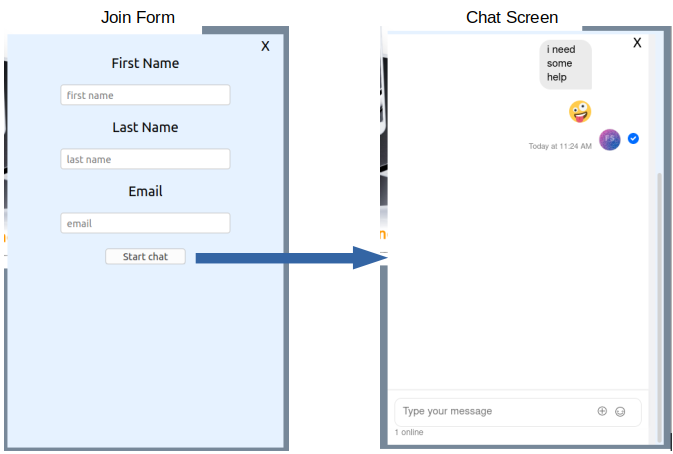 Join Form
X
First Name
first name
Last Name
last name
Email
email
Start chat
Chat Screen
X
i need
some
help
FS
Today at 11:24 AM
Type your message
1 online